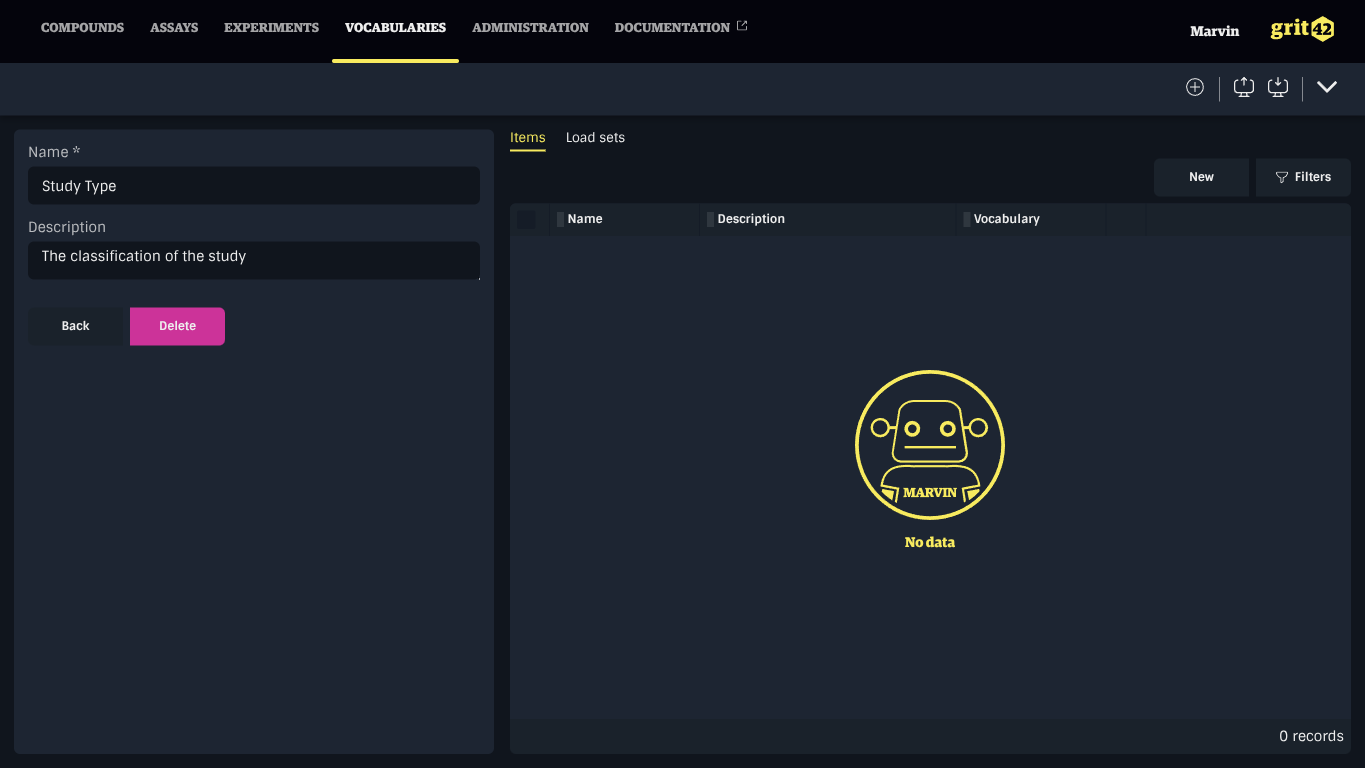 COMPOUNDS ASSAYS EXPERIMENTS VOCABULARIES ADMINISTRATION DOCUMENTATION
Marvin
grit42
Name *
Study Type
Description
The classification of the study
Back
Delete
Items Load sets
New
Filters
Name Description Vocabulary
MARVIN
No data
0 records